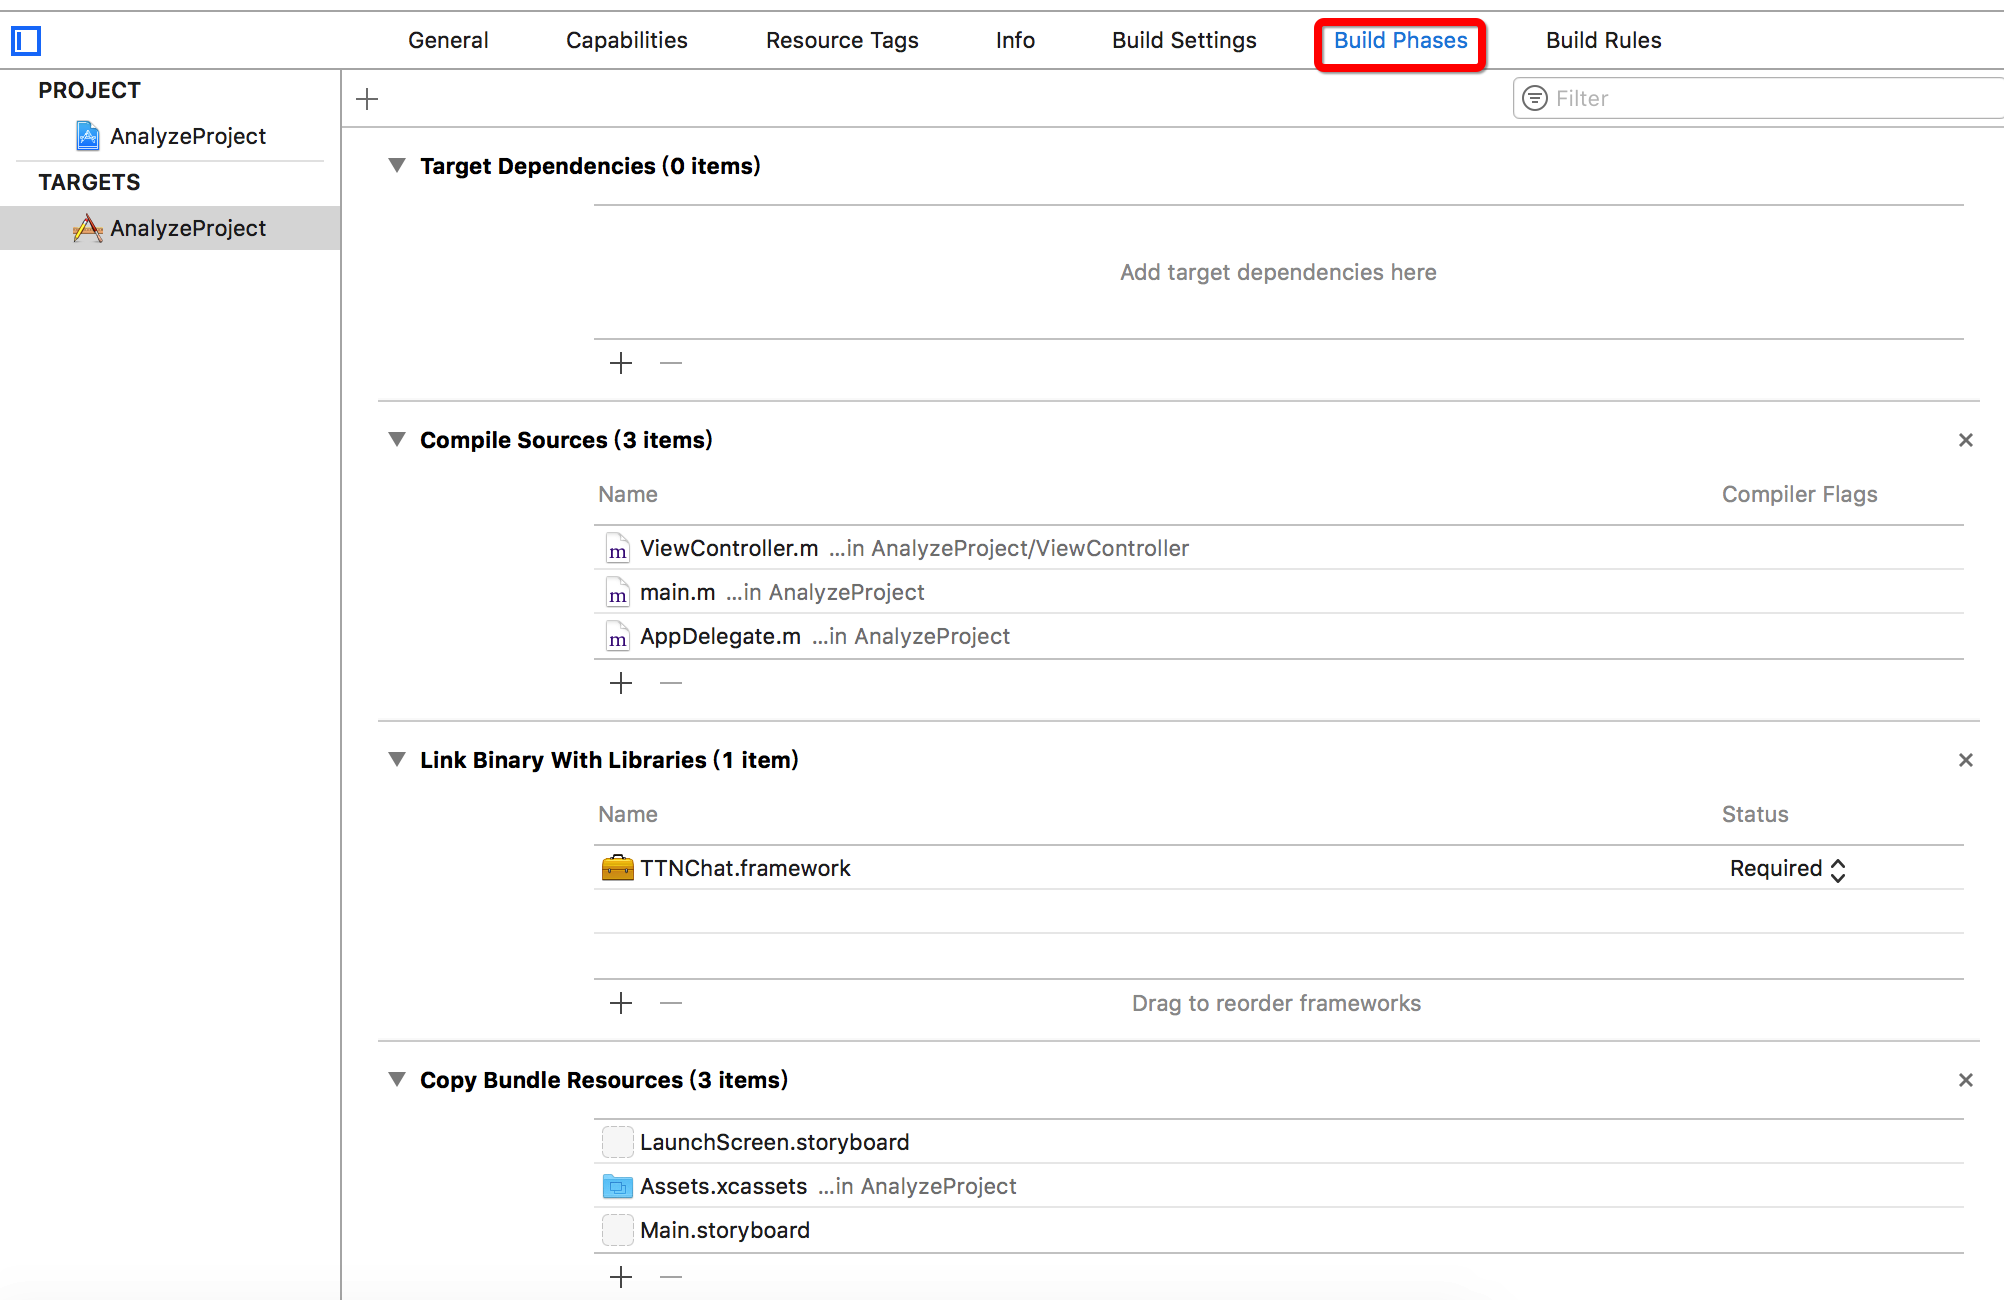 General Capabilities Resource Tags Info Build Settings Build Phases Build Rules
PROJECT
AnalyzeProject
TARGETS
AnalyzeProject
Filter
Target Dependencies (0 items)
Add target dependencies here
Compile Sources (3 items)
Name Compiler Flags
m ViewController.m ...in AnalyzeProject/ViewController
m main.m ...in AnalyzeProject
m AppDelegate.m ...in AnalyzeProject
Link Binary With Libraries (1 item)
Name Status
TTNChat.framework Required
Drag to reorder frameworks
Copy Bundle Resources (3 items)
LaunchScreen.storyboard
Assets.xcassets ...in AnalyzeProject
Main.storyboard